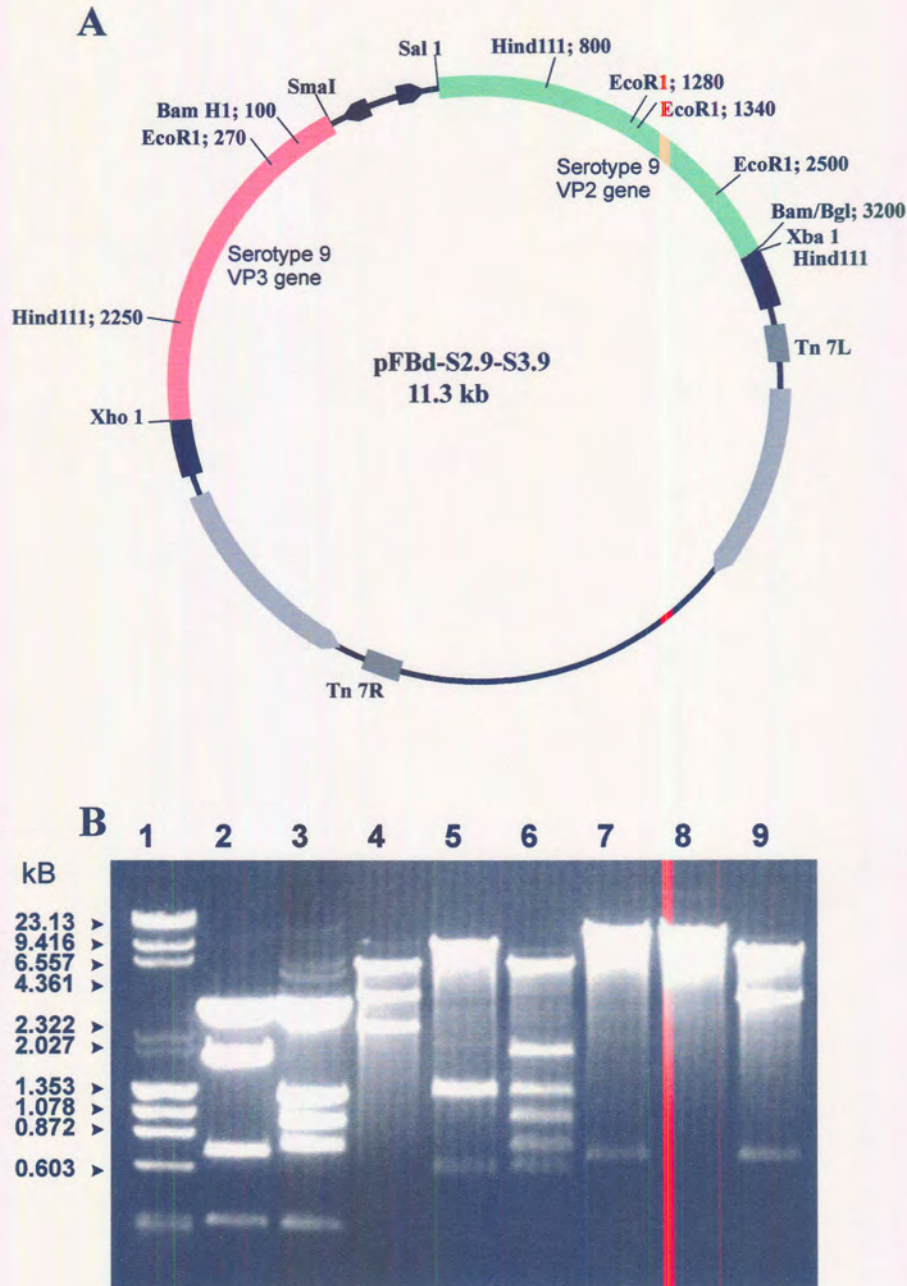 A
Sal 1
Hind111; 800
SmaI
EcoR1; 1280
EcoR1; 1340
Bam H1; 100
EcoR1; 270
Serotype 9
VP2 gene
EcoR1; 2500
Bam/Bgl; 3200
Xba 1
Hind111
Serotype 9
VP3 gene
Hind111; 2250
pFBd-S2.9-S3.9
11.3 kb
Tn 7L
Xho 1
Tn 7R
B
1 2 3 4 5 6 7 8 9
kB
23.13
9.416
6.557
4.361
2.322
2.027
1.353
1.078
0.872
0.603